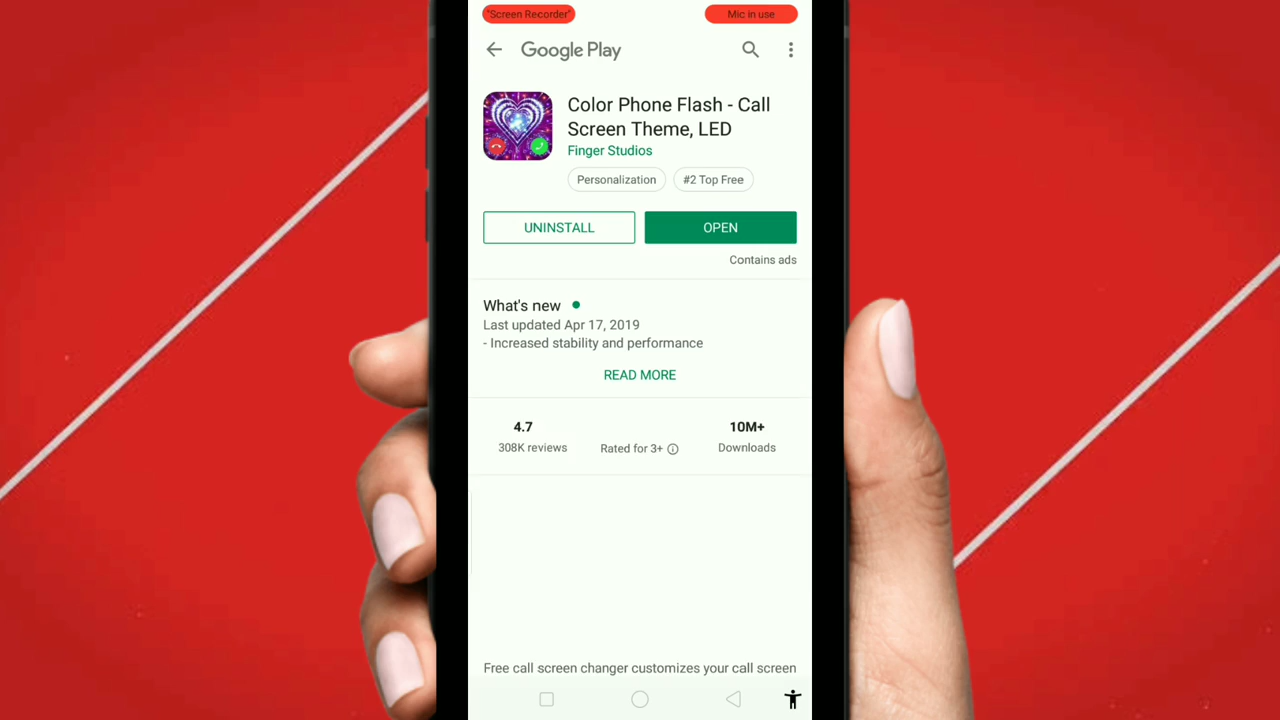 "Screen Recorder"
Mic in use
Google Play
Color Phone Flash - Call
Screen Theme, LED
Finger Studios
Personalization
#2 Top Free
UNINSTALL
OPEN
Contains ads
What's new
Last updated Apr 17, 2019
- Increased stability and performance
READ MORE
4.7
308K reviews
Rated for 3+
10M+
Downloads
Free call screen changer customizes your call screen